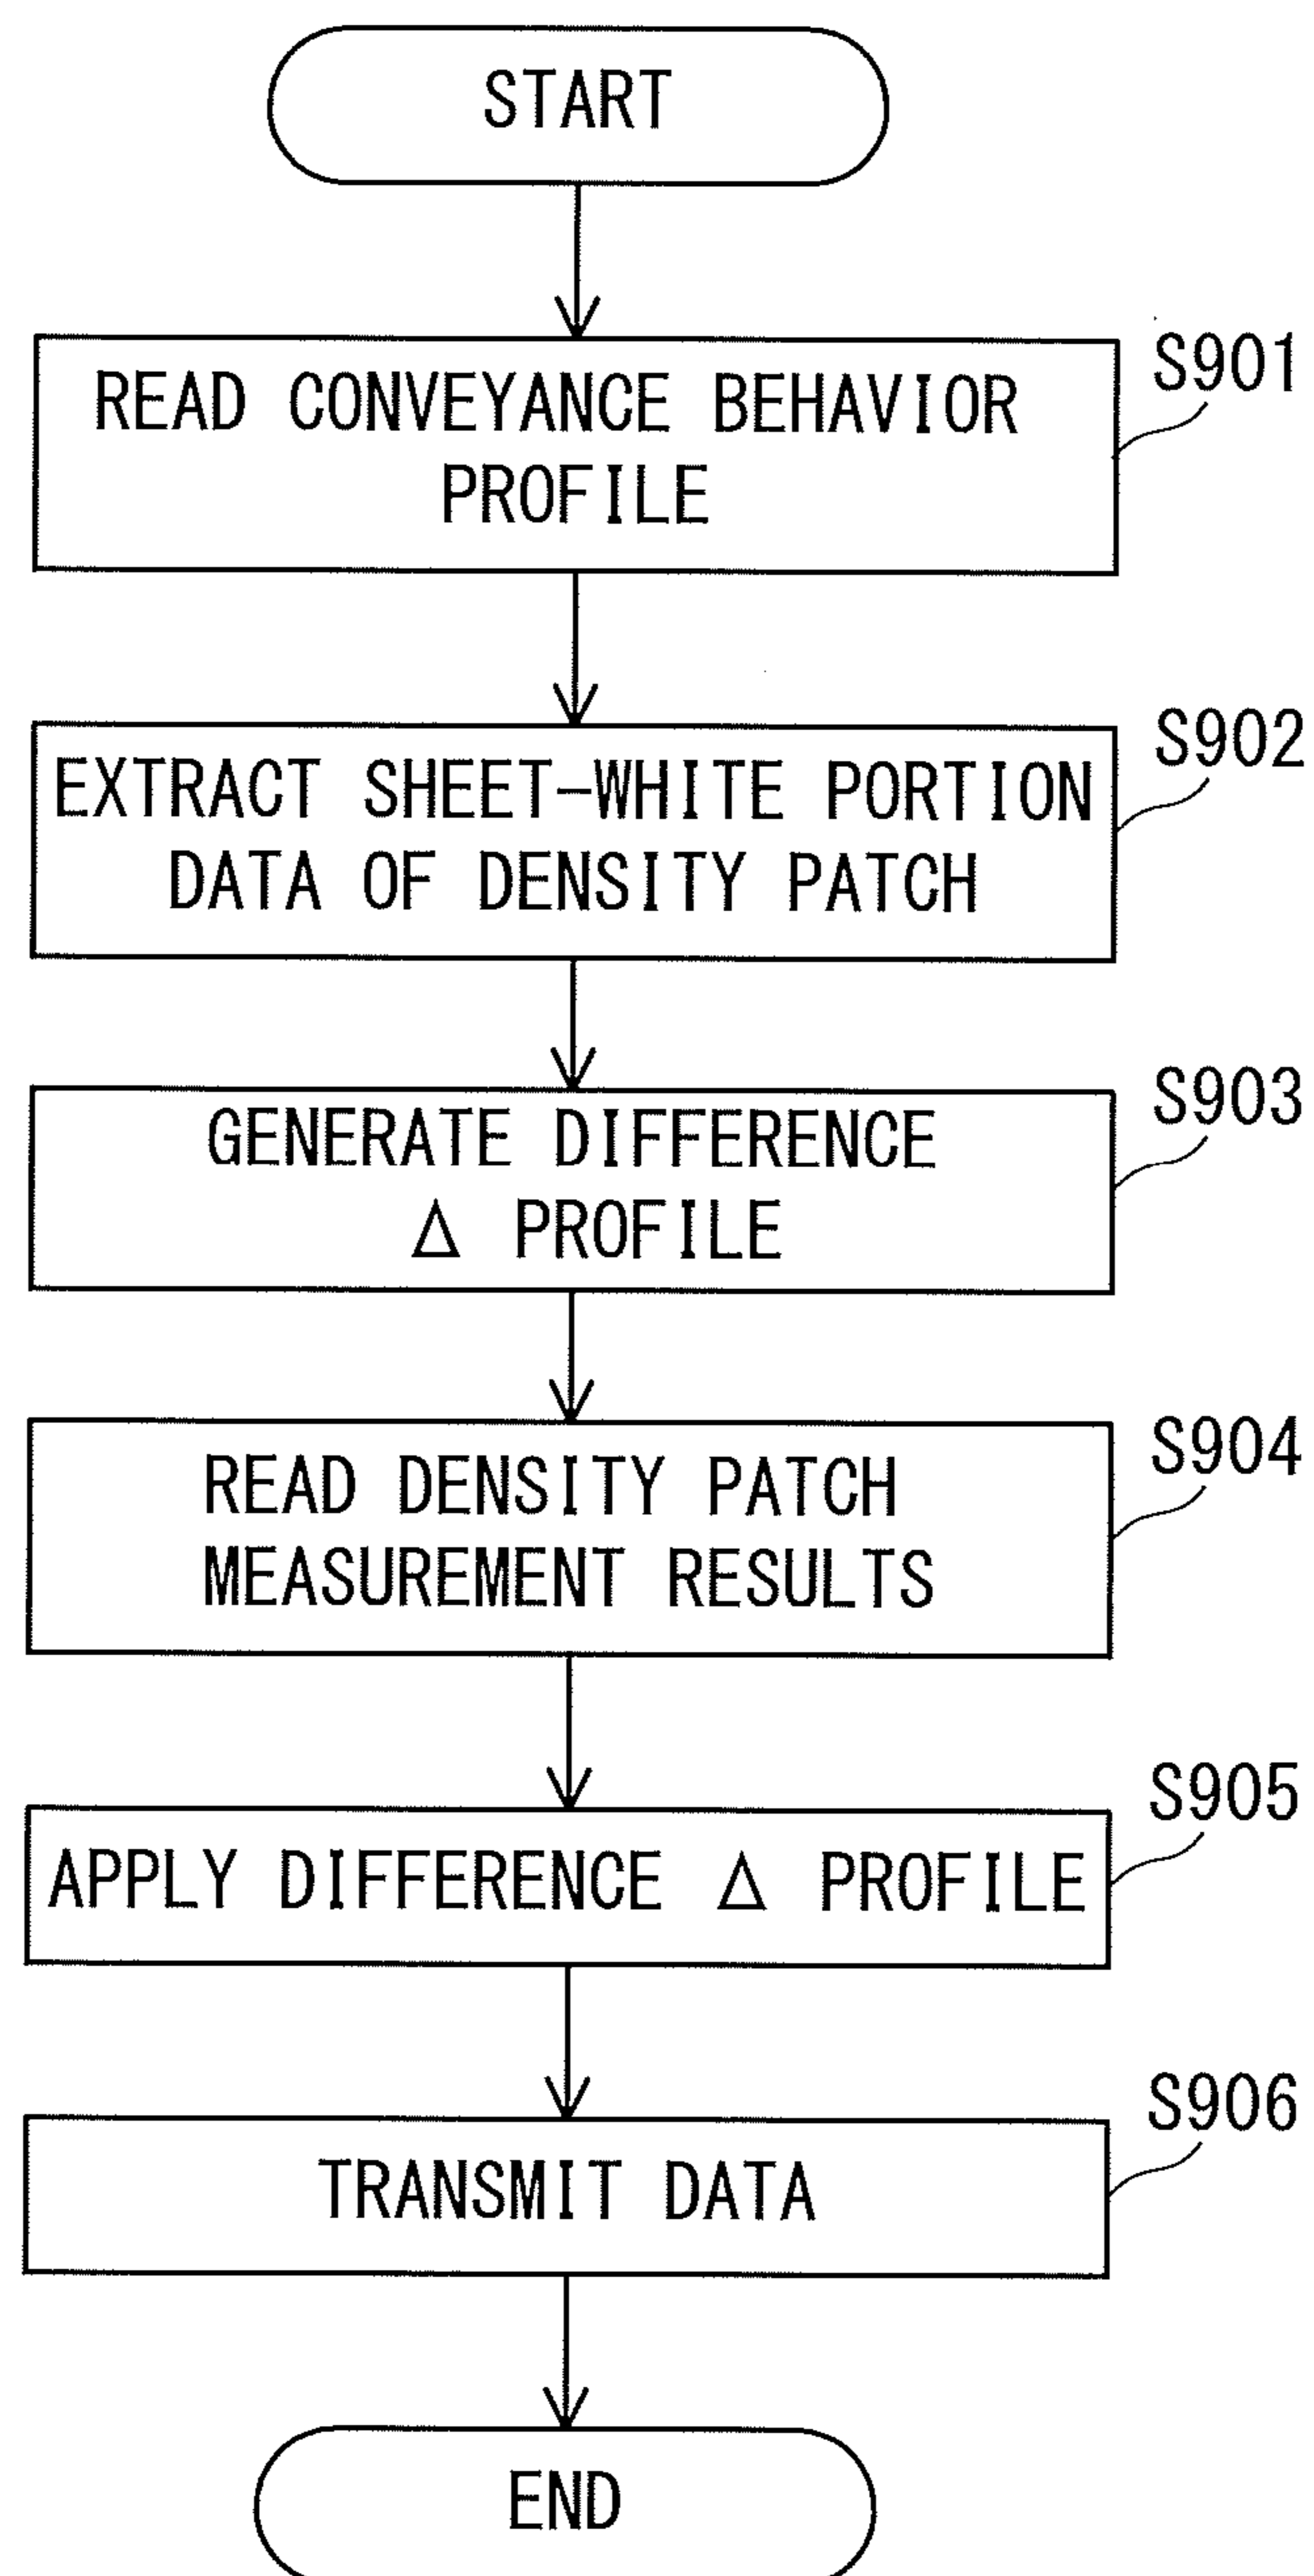 START
S901
READ CONVEYANCE BEHAVIOR
PROFILE
S902
EXTRACT SHEET-WHITE PORTION
DATA OF DENSITY PATCH
S903
GENERATE DIFFERENCE
Δ PROFILE
S904
READ DENSITY PATCH
MEASUREMENT RESULTS
S905
APPLY DIFFERENCE Δ PROFILE
S906
TRANSMIT DATA
END